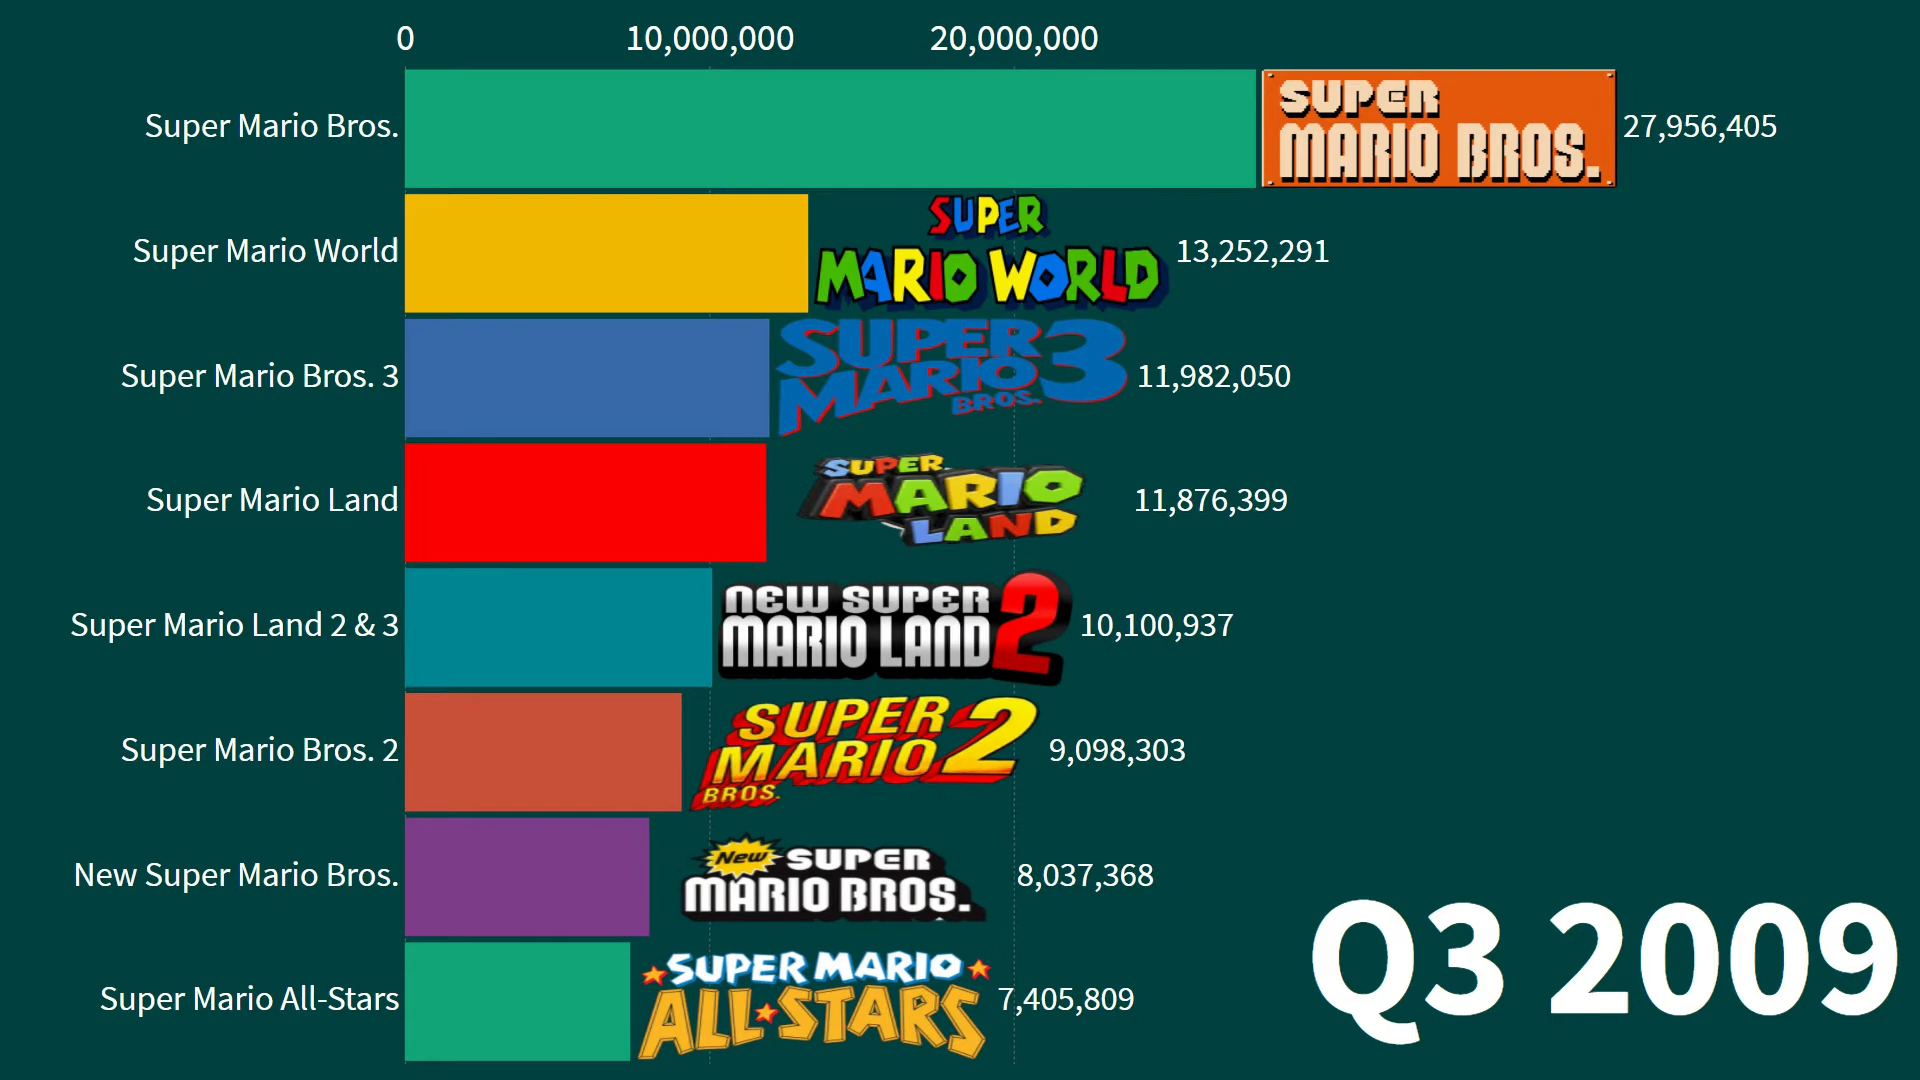 0 10,000,000 20,000,000
Super Mario Bros. SUPER MARIO BROS. 27,956,405
Super Mario World SUPER MARIO WORLD 13,252,291
Super Mario Bros. 3 SUPER MARIO BROS. 3 11,982,050
Super Mario Land SUPER MARIO LAND 11,876,399
Super Mario Land 2 & 3 NEW SUPER MARIO LAND 2 10,100,937
Super Mario Bros. 2 SUPER MARIO BROS. 2 9,098,303
New Super Mario Bros. New SUPER MARIO BROS. 8,037,368
Super Mario All-Stars SUPER MARIO ALL-STARS 7,405,809
Q3 2009